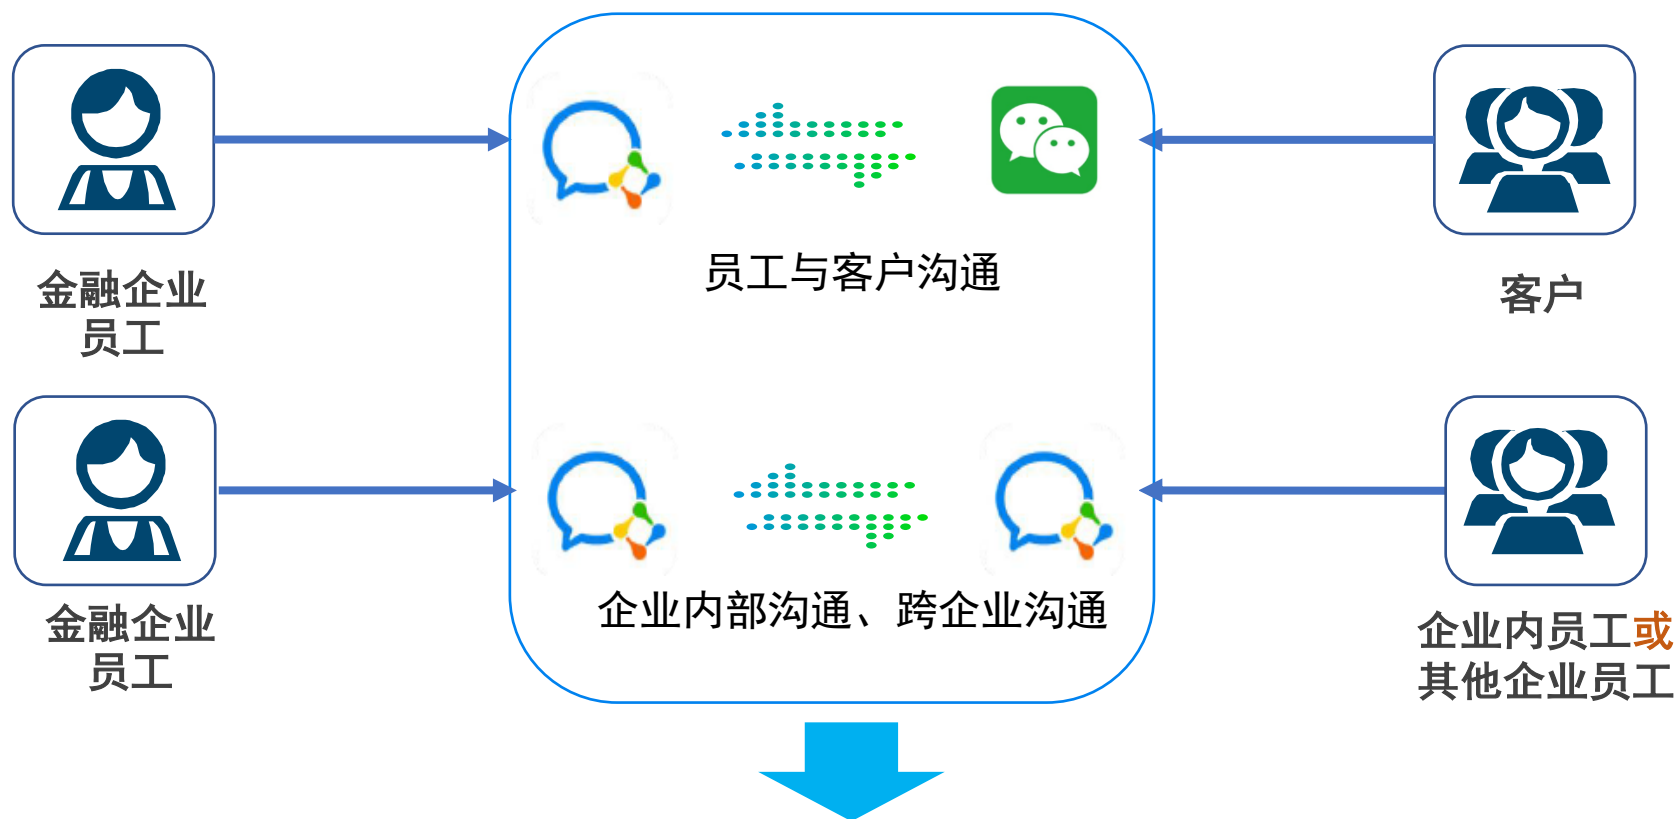 员工与客户沟通
金融企业
员工
客户
企业内部沟通、跨企业沟通
金融企业
员工
企业内员工或
其他企业员工